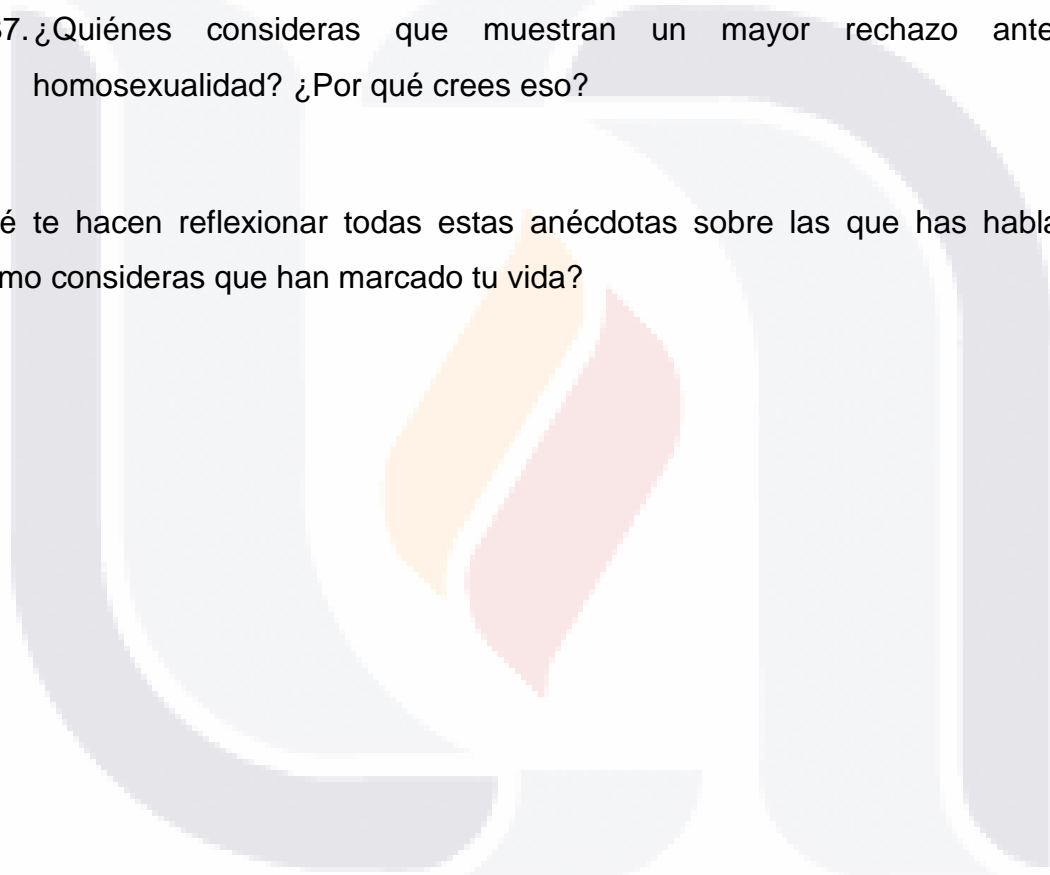 37. ¿Quiénes consideras que muestran un mayor rechazo ante
homosexualidad? ¿Por qué crees eso?
é te hacen reflexionar todas estas anécdotas sobre las que has habla
mo consideras que han marcado tu vida?